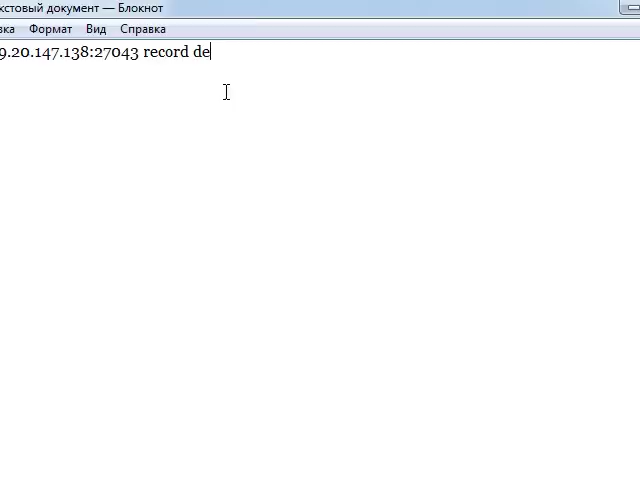 кстовый документ — Блокнот
вка Формат Вид Справка
9.20.147.138:27043 record de